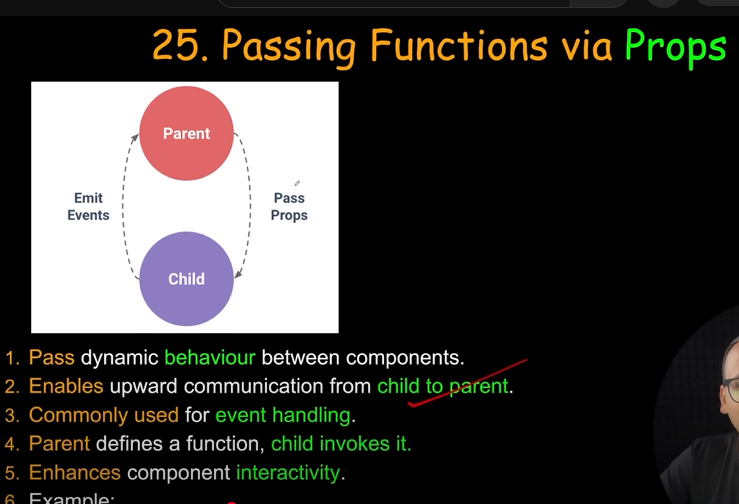 25. Passing Functions via Props
Parent
Emit
Events
Pass
Props
Child
1. Pass dynamic behaviour between components.
2. Enables upward communication from child to parent.
3. Commonly used for event handling.
4. Parent defines a function, child invokes it.
5. Enhances component interactivity.
6. Example: